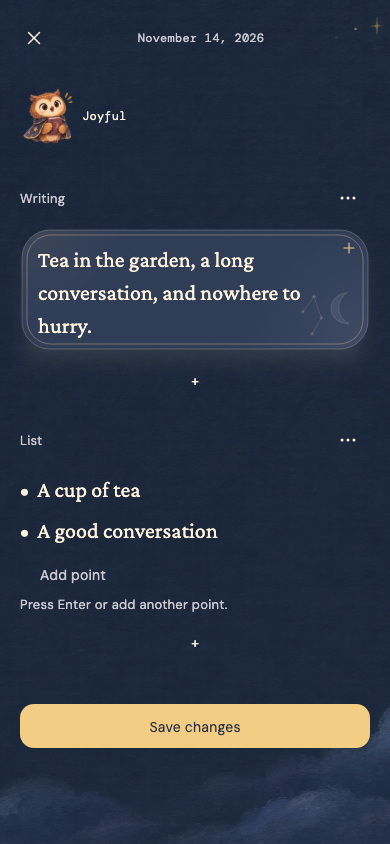 November 14, 2026
Joyful
Writing
Tea in the garden, a long
conversation, and nowhere to
hurry.
+
List
• A cup of tea
• A good conversation
Add point
Press Enter or add another point.
+
Save changes